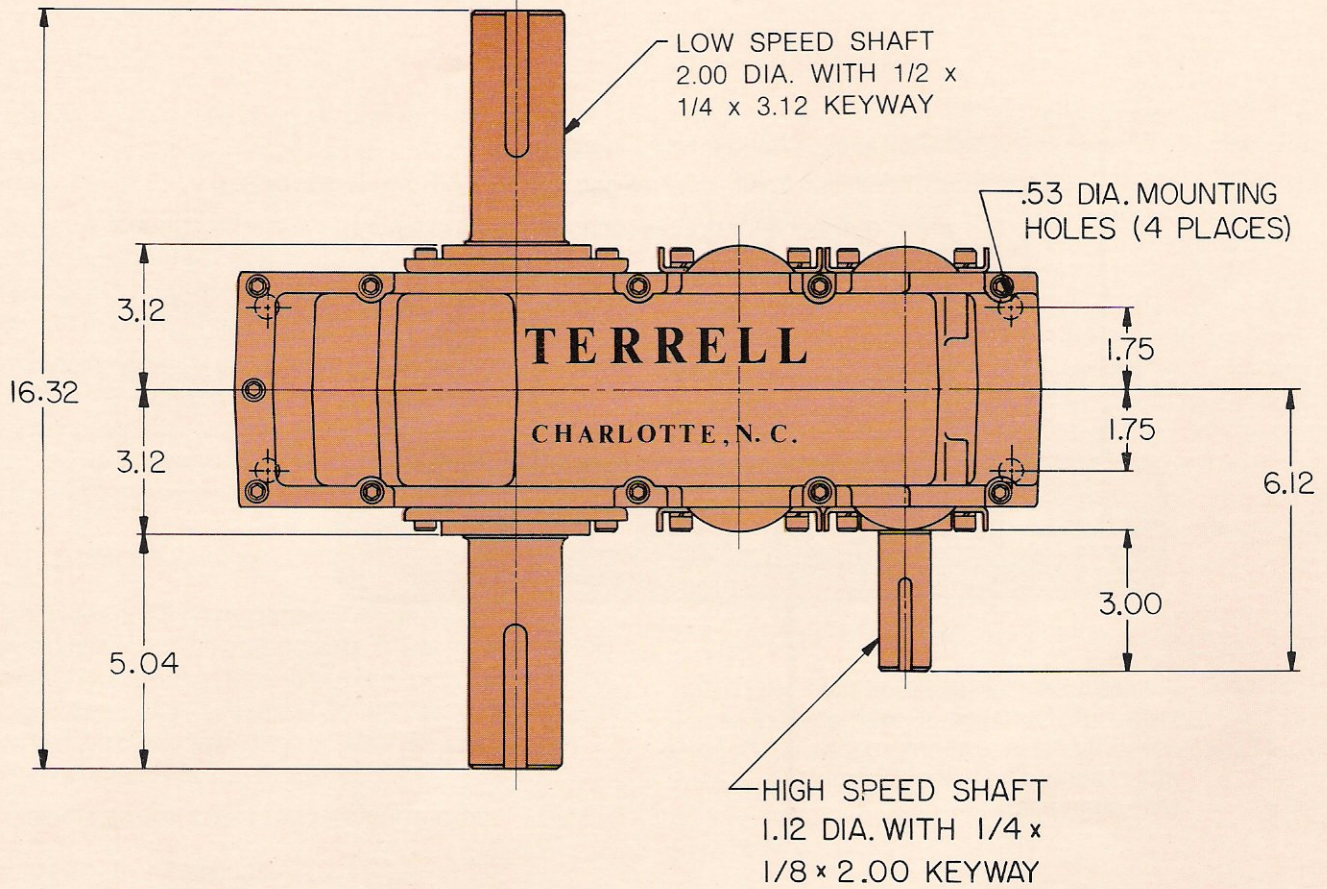 LOW SPEED SHAFT
2.00 DIA. WITH 1/2 x
1/4 x 3.12 KEYWAY
.53 DIA. MOUNTING
HOLES (4 PLACES)
3.12
1.75
TERRELL
16.32
CHARLOTTE, N. C.
1.75
3.12
6.12
3.00
5.04
HIGH SPEED SHAFT
1.12 DIA. WITH 1/4 x
1/8 x 2.00 KEYWAY